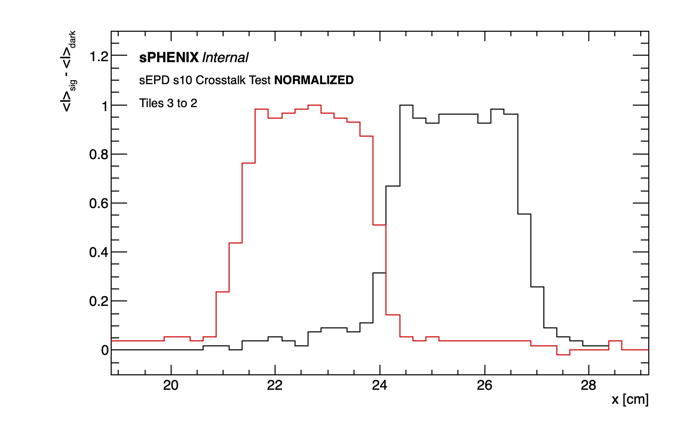 <I>sig - <I>dark
1.2
sPHENIX Internal
sEPD s10 Crosstalk Test NORMALIZED
Tiles 3 to 2
1
0.8
0.6
0.4
0.2
0
20 22 24 26 28
x [cm]